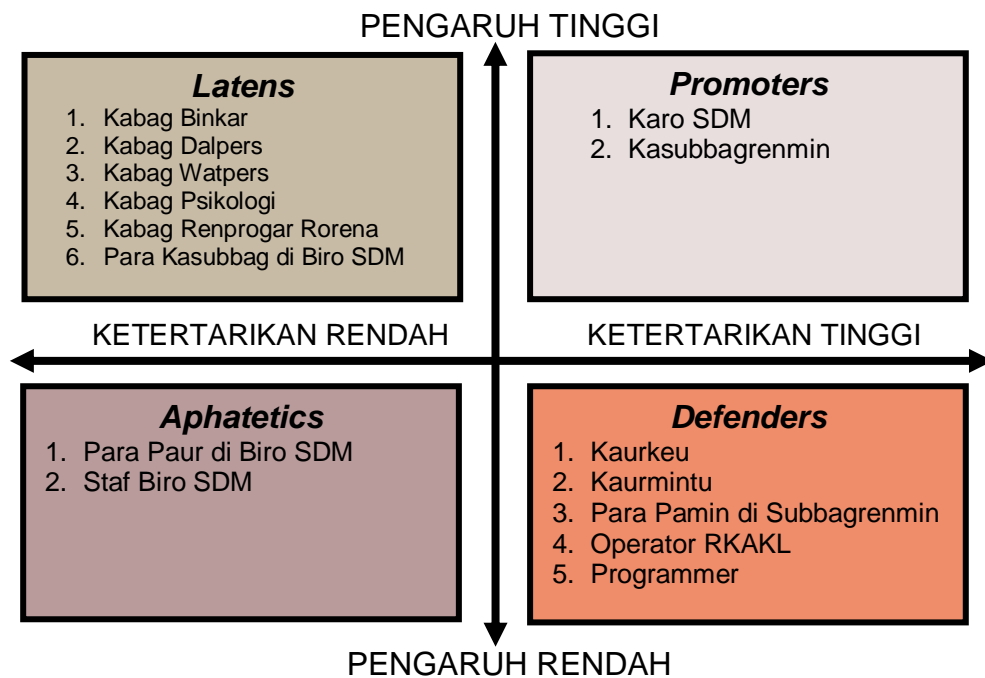 PENGARUH TINGGI
Latens
1. Kabag Binkar
2. Kabag Dalpers
3. Kabag Watpers
4. Kabag Psikologi
5. Kabag Renprogar Rorena
6. Para Kasubbag di Biro SDM
Promoters
1. Karo SDM
2. Kasubbagrenmin
KETERTARIKAN RENDAH
KETERTARIKAN TINGGI
Aphatetics
1. Para Paur di Biro SDM
2. Staf Biro SDM
Defenders
1. Kaurkeu
2. Kaurmintu
3. Para Pamin di Subbagrenmin
4. Operator RKAKL
5. Programmer
PENGARUH RENDAH